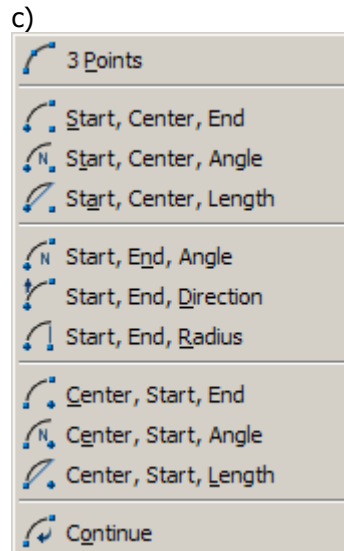 c)
3 Points
Start, Center, End
Start, Center, Angle
Start, Center, Length
Start, End, Angle
Start, End, Direction
Start, End, Radius
Center, Start, End
Center, Start, Angle
Center, Start, Length
Continue